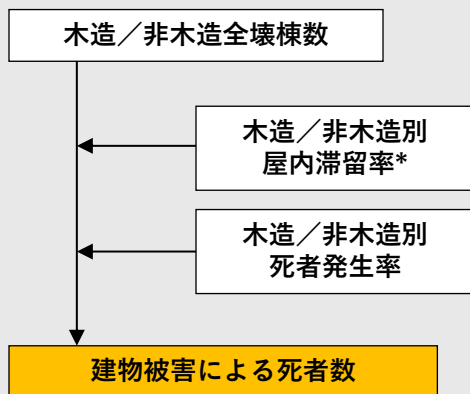 木造／非木造全壊棟数
木造／非木造別
屋内滞留率*
木造／非木造別
死者発生率
建物被害による死者数